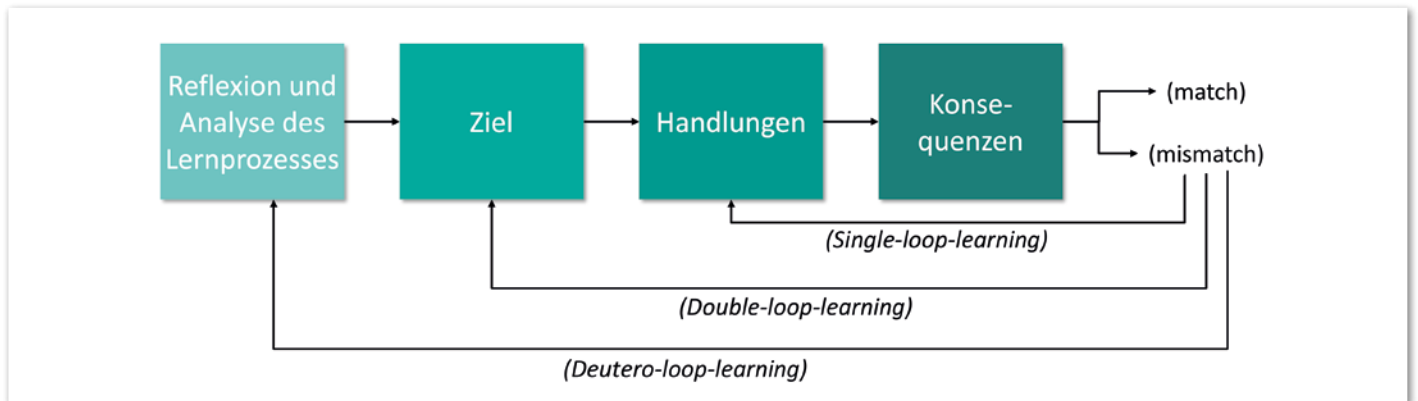 Reflexion und
Analyse des
Lernprozesses
Ziel
Handlungen
Konse-
quenzen
(match)
(mismatch)
(Single-loop-learning)
(Double-loop-learning)
(Deutero-loop-learning)